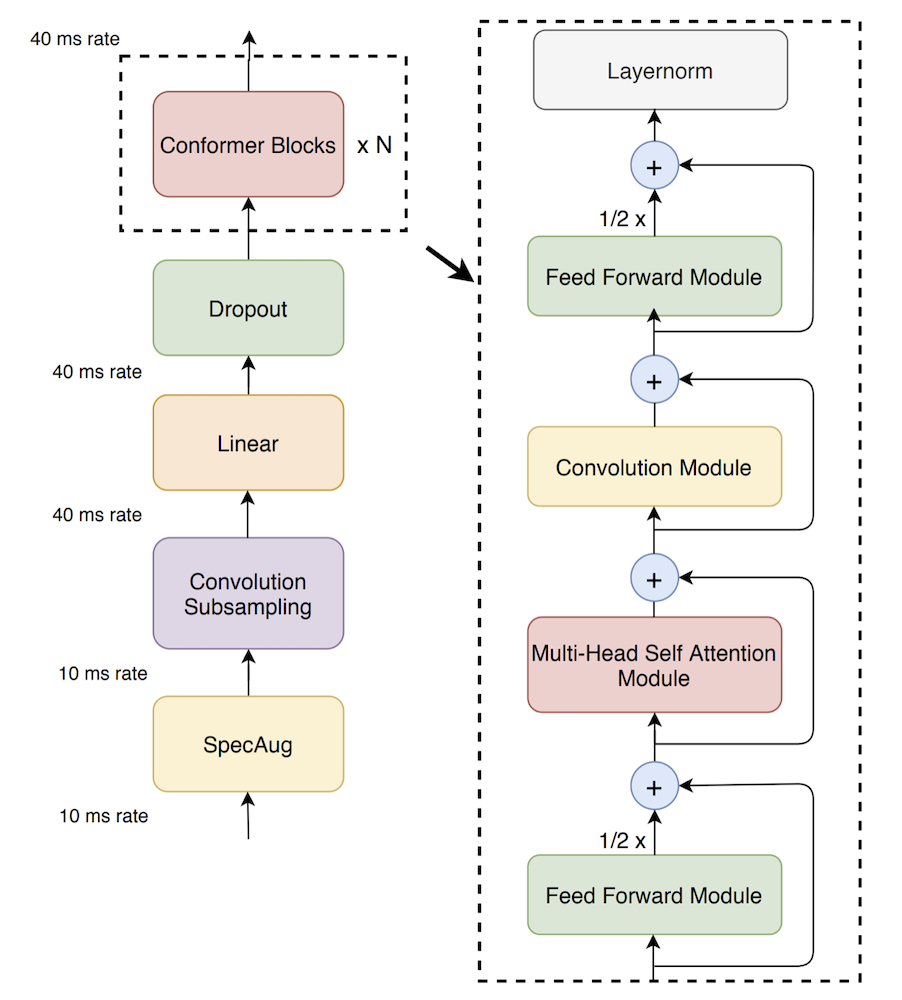 40 ms rate
Conformer Blocks
x N
Dropout
40 ms rate
Linear
40 ms rate
Convolution
Subsampling
10 ms rate
SpecAug
10 ms rate
Layernorm
+
1/2 x
Feed Forward Module
+
Convolution Module
+
Multi-Head Self Attention
Module
+
1/2 x
Feed Forward Module